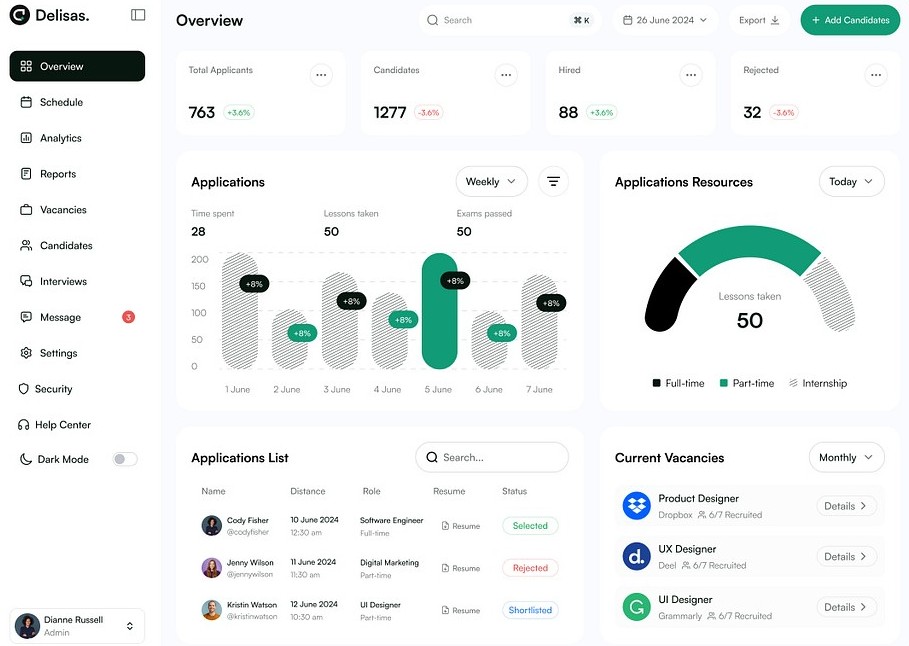 Delisas.
Overview
Schedule
Analytics
Reports
Vacancies
Candidates
Interviews
Message 3
Settings
Security
Help Center
Dark Mode
Dianne Russell
Admin
Overview
Search ⌘ K
26 June 2024
Export
+ Add Candidates
Total Applicants
763 +3.6%
Candidates
1277 -3.6%
Hired
88 +3.6%
Rejected
32 -3.6%
Applications
Weekly
Time spent Lessons taken Exams passed
28 50 50
200
150
100
50
0
+8% +8% +8% +8% +8% +8% +8%
1 June 2 June 3 June 4 June 5 June 6 June 7 June
Applications Resources
Today
Lessons taken
50
Full-time Part-time Internship
Applications List
Search...
Name Distance Role Resume Status
Cody Fisher 10 June 2024 Software Engineer Resume Selected
@codyfisher 12:30 am Full-time
Jenny Wilson 11 June 2024 Digital Marketing Resume Rejected
@jennywilson 11:30 am Part-time
Kristin Watson 12 June 2024 UI Designer Resume Shortlisted
@kristinwatson 10:30 am Part-time
Current Vacancies
Monthly
Product Designer
Dropbox 6/7 Recruited
Details
d.
UX Designer
Deel 6/7 Recruited
Details
UI Designer
Grammarly 6/7 Recruited
Details